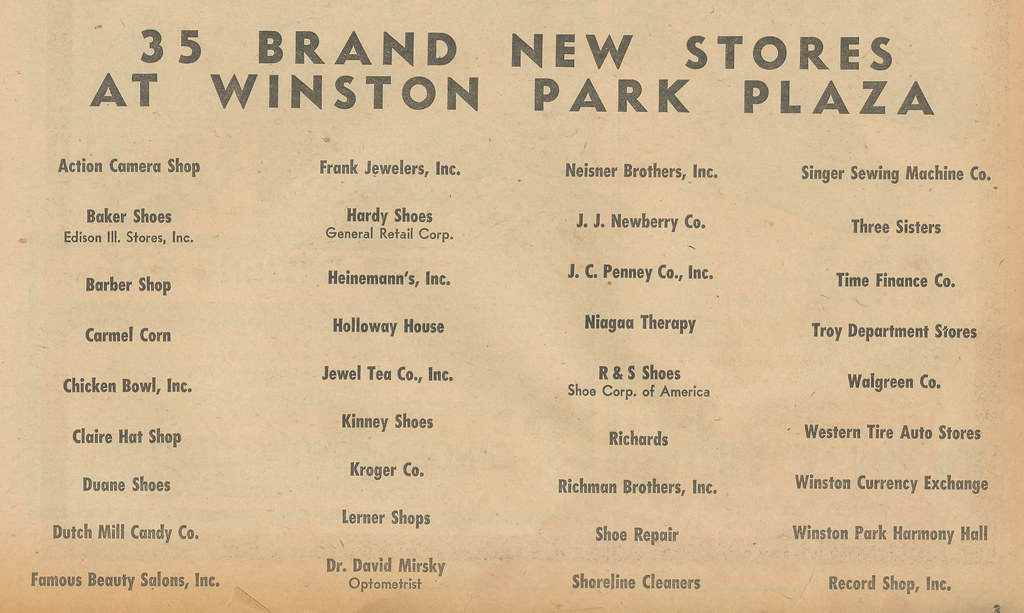 35 BRAND NEW STORES
AT WINSTON PARK PLAZA
Action Camera Shop
Baker Shoes
Edison Ill. Stores, Inc.
Barber Shop
Carmel Corn
Chicken Bowl, Inc.
Claire Hat Shop
Duane Shoes
Dutch Mill Candy Co.
Famous Beauty Salons, Inc.
Frank Jewelers, Inc.
Hardy Shoes
General Retail Corp.
Heinemann's, Inc.
Holloway House
Jewel Tea Co., Inc.
Kinney Shoes
Kroger Co.
Lerner Shops
Dr. David Mirsky
Optometrist
Neisner Brothers, Inc.
J. J. Newberry Co.
J. C. Penney Co., Inc.
Niagaa Therapy
R & S Shoes
Shoe Corp. of America
Richards
Richman Brothers, Inc.
Shoe Repair
Shoreline Cleaners
Singer Sewing Machine Co.
Three Sisters
Time Finance Co.
Troy Department Stores
Walgreen Co.
Western Tire Auto Stores
Winston Currency Exchange
Winston Park Harmony Hall
Record Shop, Inc.
3